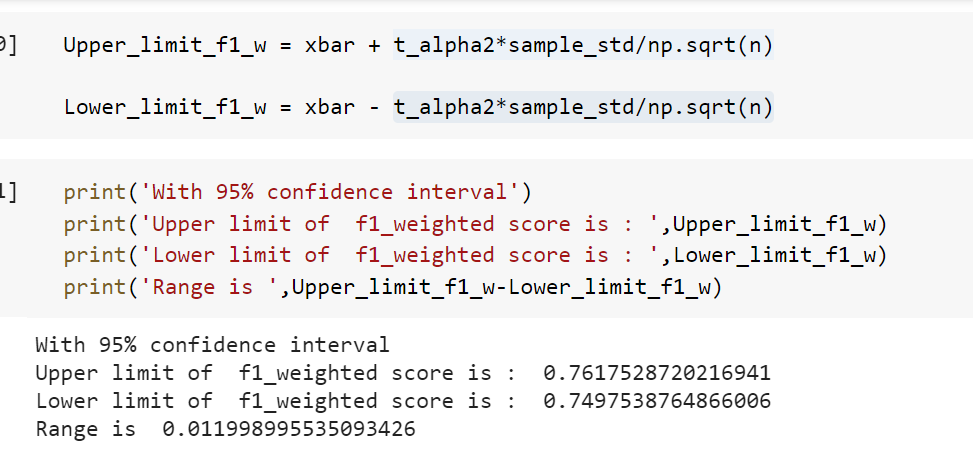 0] Upper_limit_f1_w = xbar + t_alpha2*sample_std/np.sqrt(n)
Lower_limit_f1_w = xbar - t_alpha2*sample_std/np.sqrt(n)
1] print('With 95% confidence interval')
print('Upper limit of  f1_weighted score is : ',Upper_limit_f1_w)
print('Lower limit of  f1_weighted score is : ',Lower_limit_f1_w)
print('Range is ',Upper_limit_f1_w-Lower_limit_f1_w)
With 95% confidence interval
Upper limit of  f1_weighted score is :  0.7617528720216941
Lower limit of  f1_weighted score is :  0.7497538764866006
Range is  0.011998995535093426